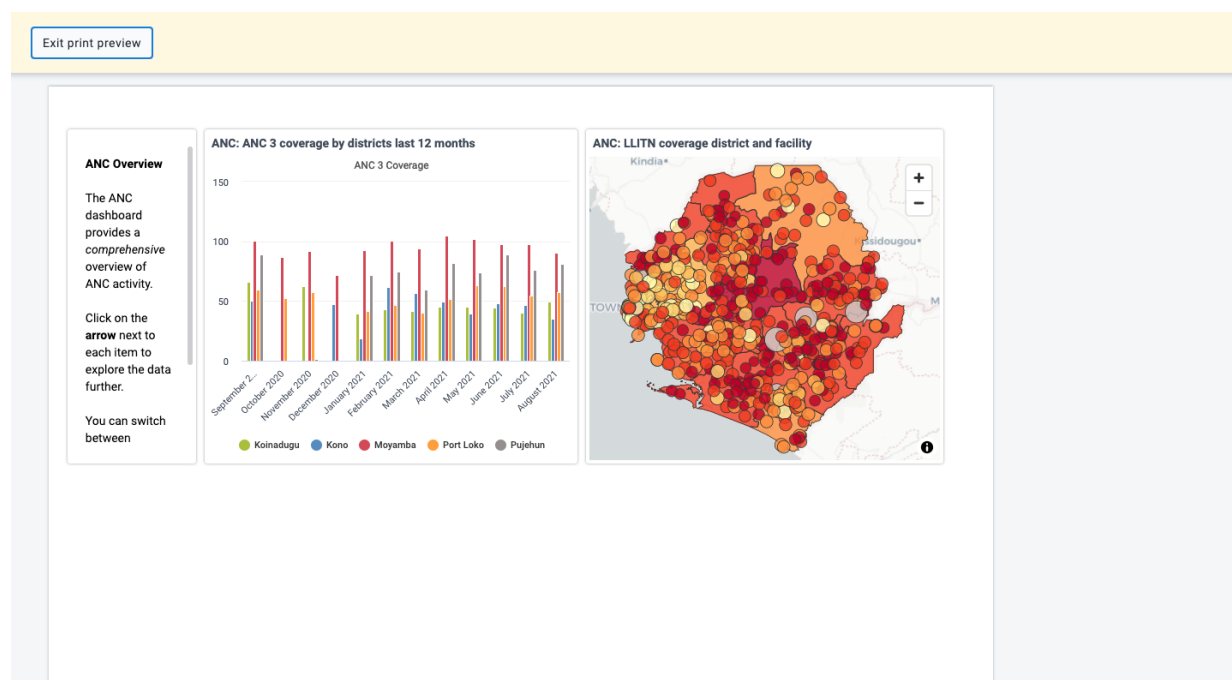 Exit print preview
ANC Overview
The ANC
dashboard
provides a
comprehensive
overview of
ANC activity.
Click on the
arrow next to
each item to
explore the data
further.
You can switch
between
ANC: ANC 3 coverage by districts last 12 months
ANC 3 Coverage
150
100
50
0
September 2...
October 2020
November 2020
December 2020
January 2021
February 2021
March 2021
April 2021
May 2021
June 2021
July 2021
August 2021
Koinadugu
Kono
Moyamba
Port Loko
Pujehun
ANC: LLITN coverage district and facility
Kindia
+
−
ssidougou
TOWN
M
i